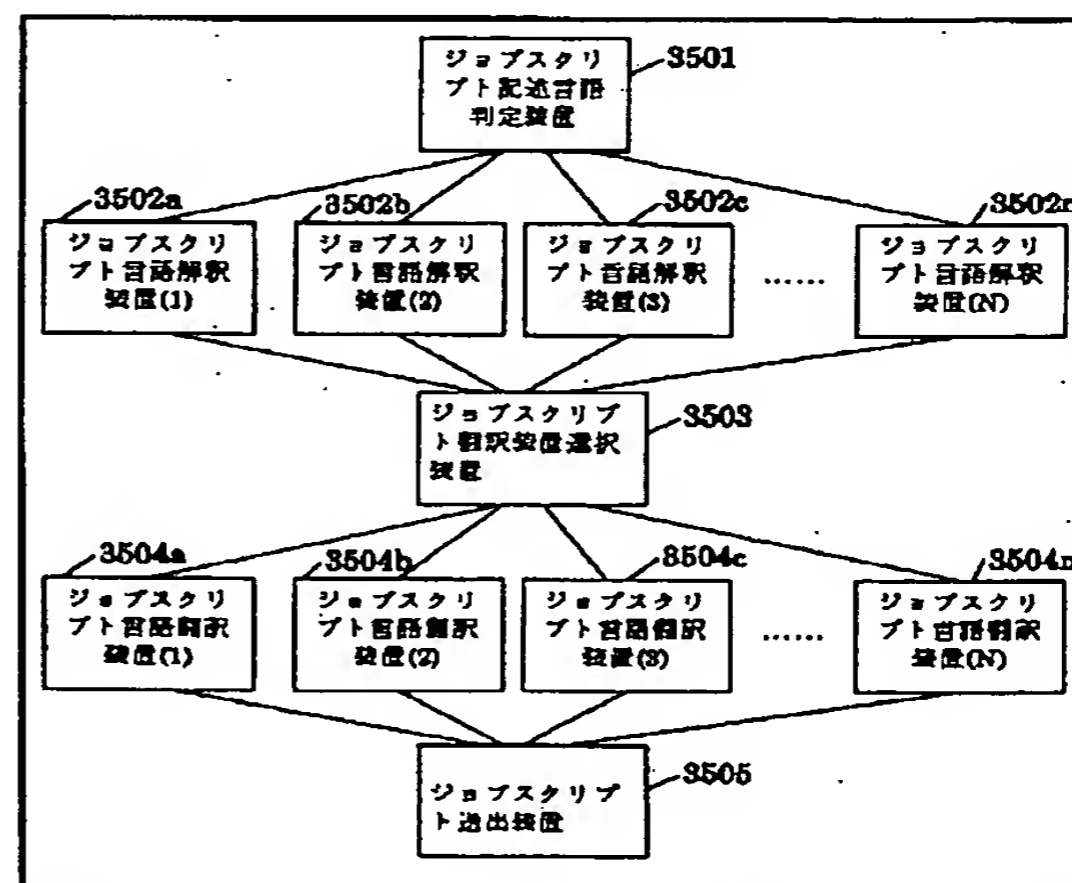 ジョブスクリ
プト記述言語
判定装置
3501
3502a
ジョブスクリ
プト言語解釈
装置(1)
3502b
ジョブスクリ
プト言語解釈
装置(2)
3502c
ジョブスクリ
プト言語解釈
装置(3)
……
3502n
ジョブスクリ
プト言語解釈
装置(N)
ジョブスクリプ
ト翻訳装置選択
装置
3503
3504a
ジョブスクリ
プト言語翻訳
装置(1)
3504b
ジョブスクリ
プト言語翻訳
装置(2)
3504c
ジョブスクリ
プト言語翻訳
装置(3)
……
3504n
ジョブスクリ
プト言語翻訳
装置(N)
ジョブスクリプ
ト送出装置
3505